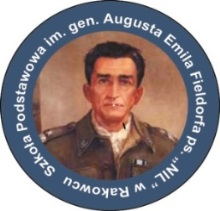 Szkoła Podstawowa im. gen. Augusta Emila Fieldorfa ps. „NIL" w Rakowcu